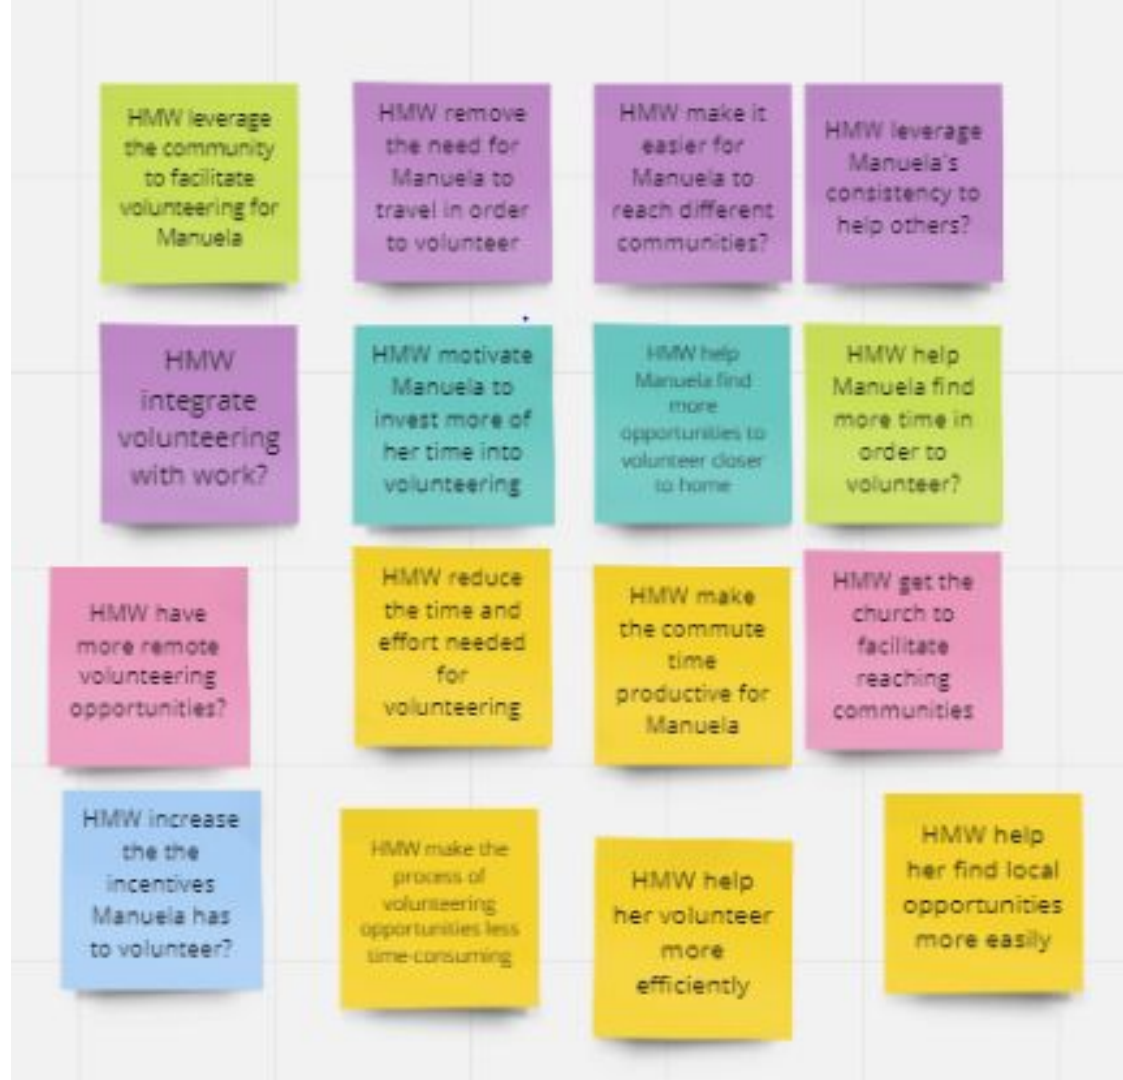 HMW leverage
the community
to facilitate
volunteering for
Manuela
HMW remove
the need for
Manuela to
travel in order
to volunteer
HMW make it
easier for
Manuela to
reach different
communities?
HMW leverage
Manuela's
consistency to
help others?
HMW
integrate
volunteering
with work?
HMW motivate
Manuela to
invest more of
her time into
volunteering
HMW help
Manuela find
more
opportunities to
volunteer closer
to home
HMW help
Manuela find
more time in
order to
volunteer?
HMW have
more remote
volunteering
opportunities?
HMW reduce
the time and
effort needed
for
volunteering
HMW make
the commute
time
productive for
Manuela
HMW get the
church to
facilitate
reaching
communities
HMW increase
the the
incentives
Manuela has
to volunteer?
HMW make the
process of
volunteering
opportunities less
time-consuming
HMW help
her volunteer
more
efficiently
HMW help
her find local
opportunities
more easily